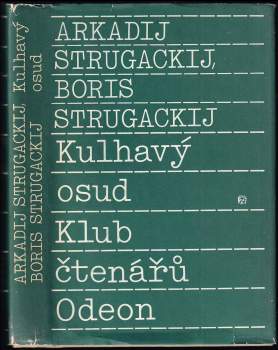 ARKADIJ STRUGACKIJ, Kulhavý
BORIS STRUGACKIJ osud
ARKADIJ
STRUGACKIJ,
BORIS
STRUGACKIJ
Kulhavý
osud
Klub
čtenářů
Odeon